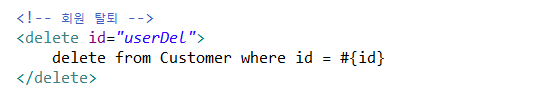 <!-- 회원 탈퇴 -->
<delete id="userDel">
    delete from Customer where id = #{id}
</delete>